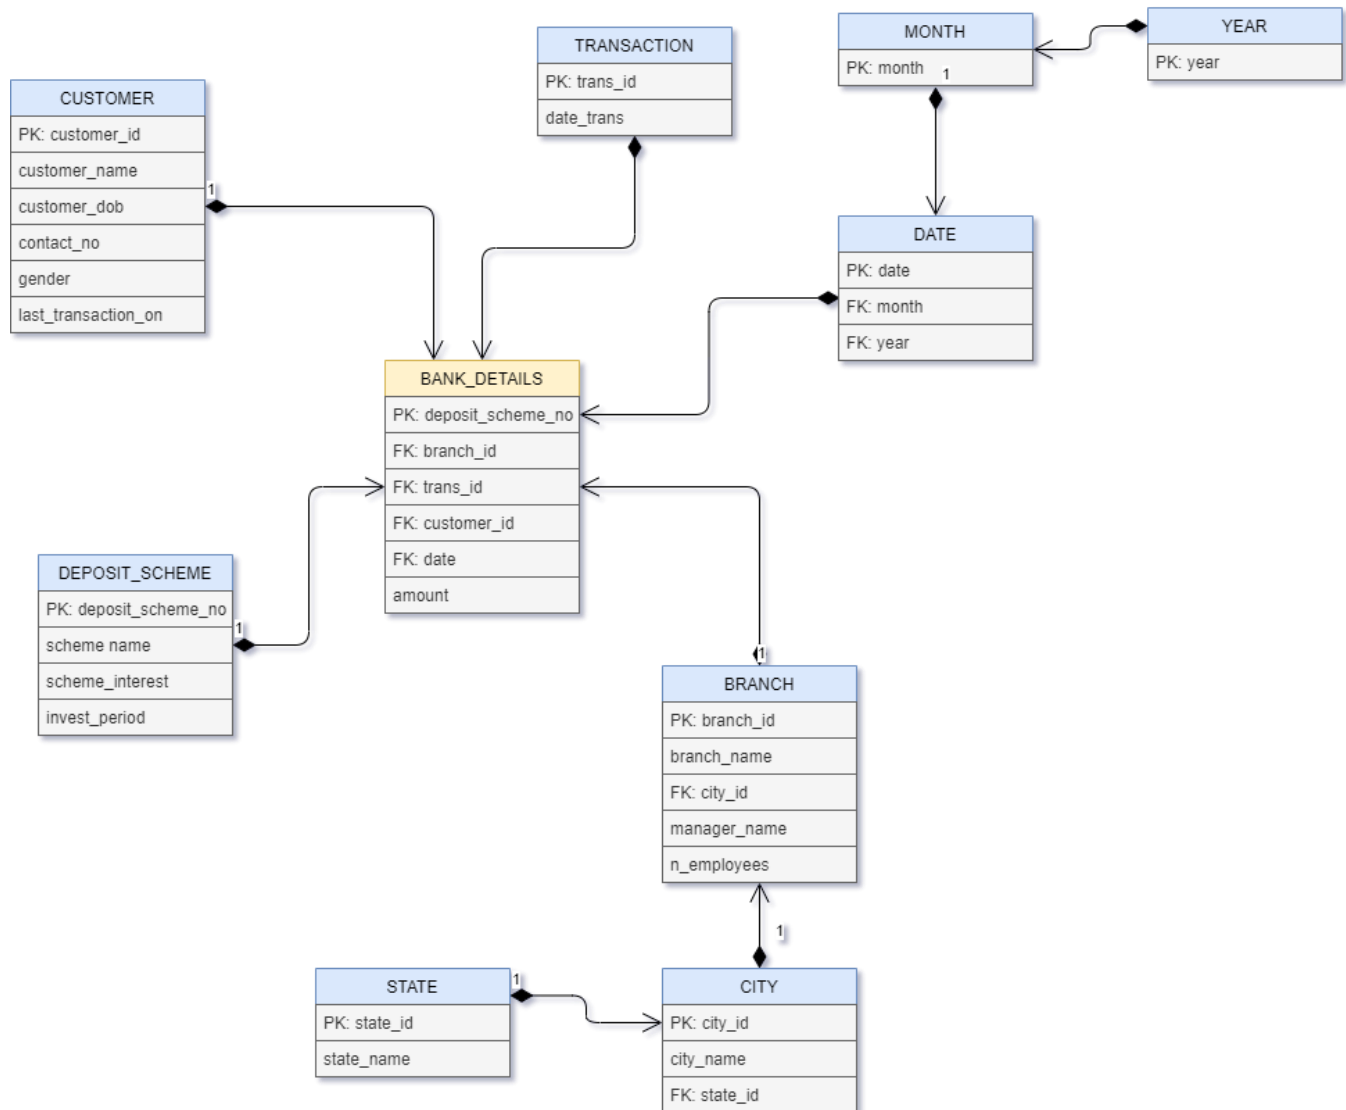 CUSTOMER
PK: customer_id
customer_name
customer_dob
contact_no
gender
last_transaction_on
1
TRANSACTION
PK: trans_id
date_trans
MONTH
PK: month
1
YEAR
PK: year
DATE
PK: date
FK: month
FK: year
BANK_DETAILS
PK: deposit_scheme_no
FK: branch_id
FK: trans_id
FK: customer_id
FK: date
amount
DEPOSIT_SCHEME
PK: deposit_scheme_no
scheme name
scheme_interest
invest_period
1
1
BRANCH
PK: branch_id
branch_name
FK: city_id
manager_name
n_employees
1
STATE
PK: state_id
state_name
1
CITY
PK: city_id
city_name
FK: state_id